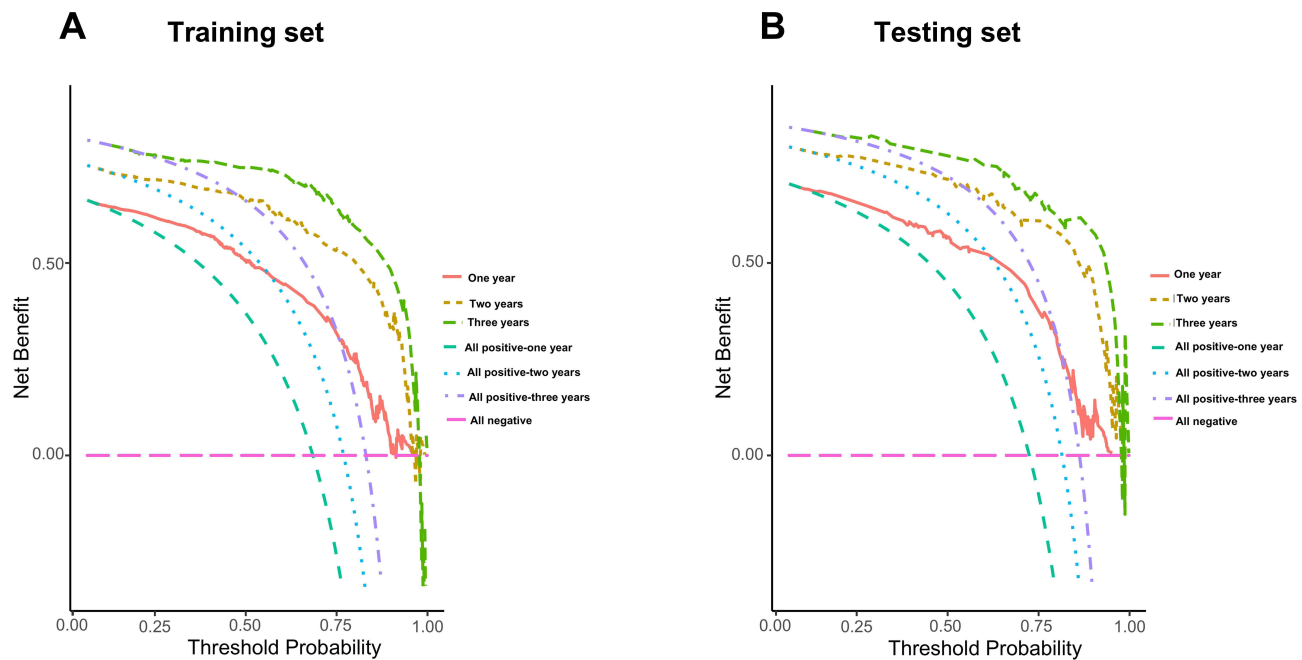 A
Training set
0.50
0.00
Net Benefit
0.00
0.25
0.50
0.75
1.00
Threshold Probability
One year
Two years
Three years
All positive-one year
All positive-two years
All positive-three years
All negative
B
Testing set
0.50
0.00
Net Benefit
0.00
0.25
0.50
0.75
1.00
Threshold Probability
One year
Two years
Three years
All positive-one year
All positive-two years
All positive-three years
All negative